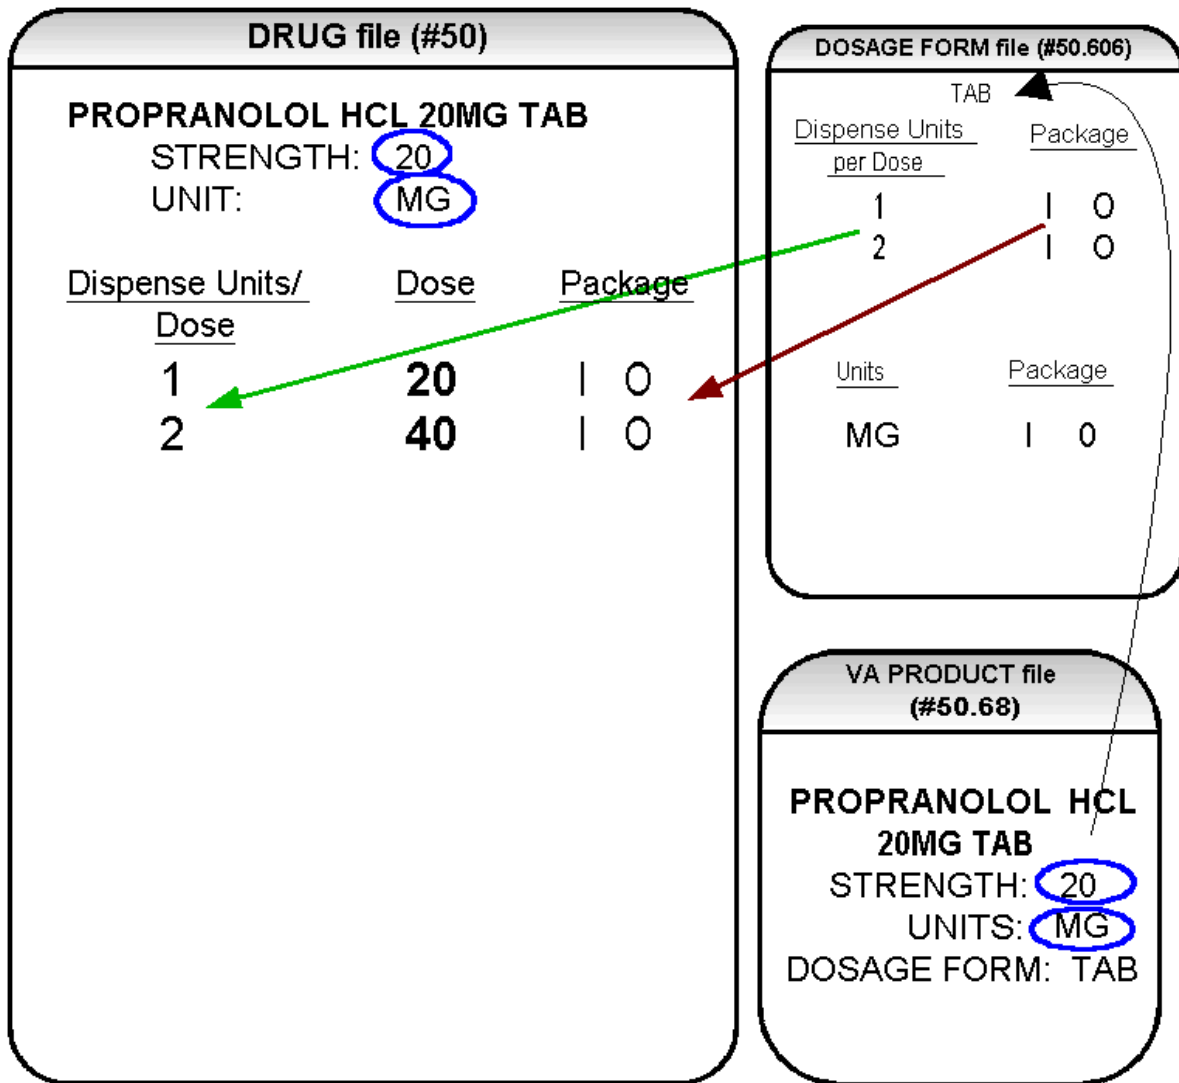 DRUG file (#50)
PROPRANOLOL HCL 20MG TAB
STRENGTH: 20
UNIT: MG
Dispense Units/ Dose Package
Dose
1 20 I O
2 40 I O
DOSAGE FORM file (#50.606)
TAB
Dispense Units Package
per Dose
1 I O
2 I O
Units Package
MG I 0
VA PRODUCT file
(#50.68)
PROPRANOLOL HCL
20MG TAB
STRENGTH: 20
UNITS: MG
DOSAGE FORM: TAB